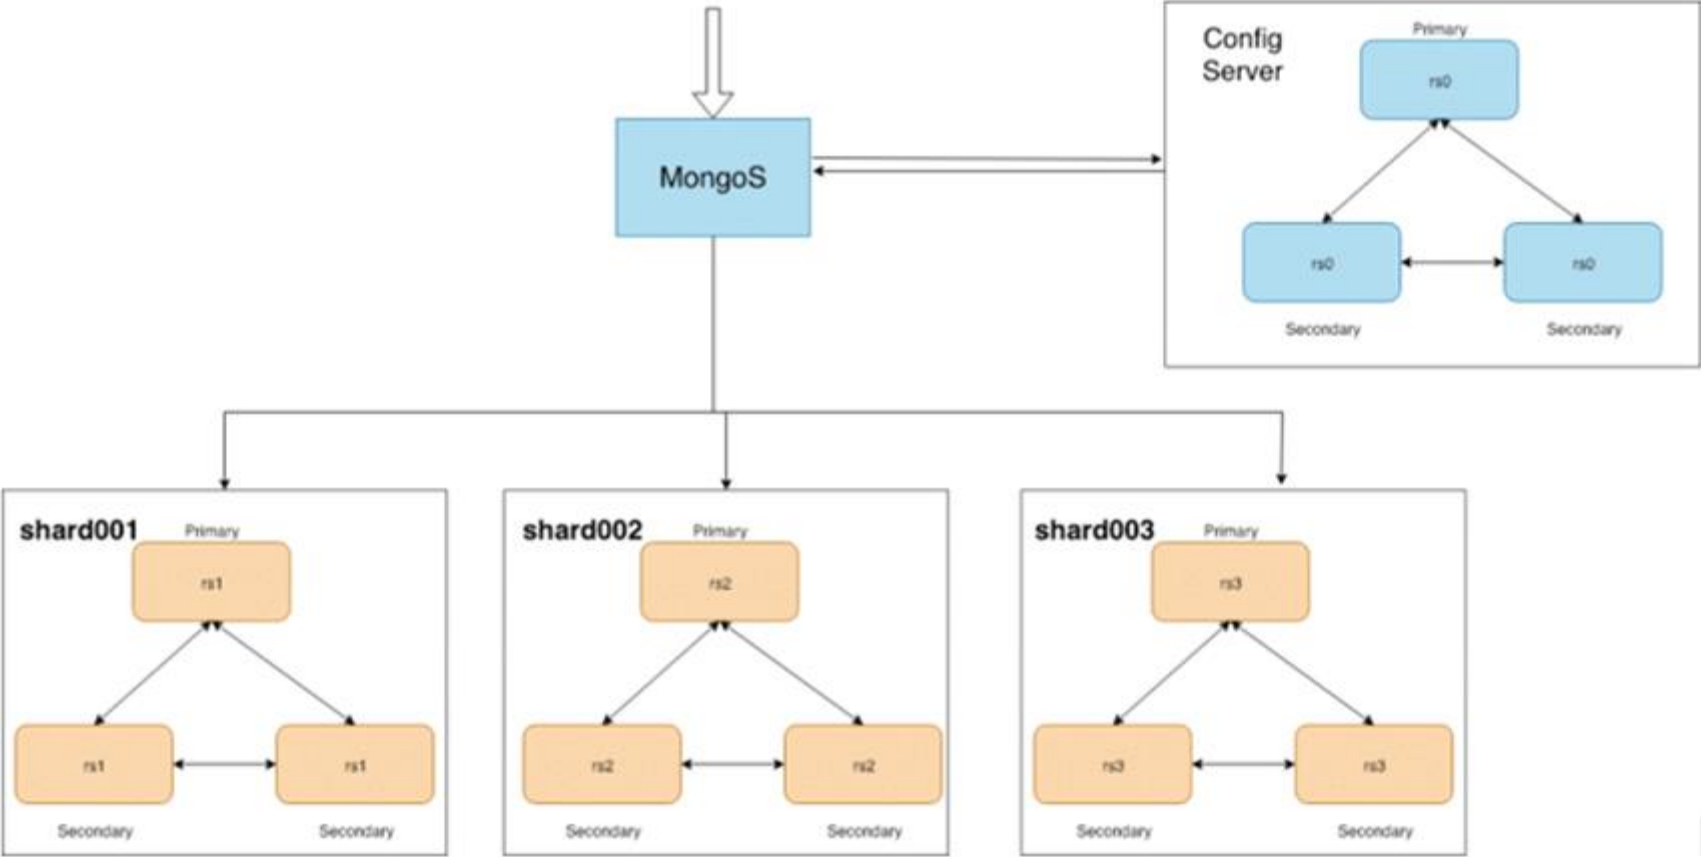 Config
Server
Primary
rs0
MongoS
rs0
rs0
Secondary
Secondary
shard001
Primary
rs1
rs1
rs1
Secondary
Secondary
shard002
Primary
rs2
rs2
rs2
Secondary
Secondary
shard003
Primary
rs3
rs3
rs3
Secondary
Secondary